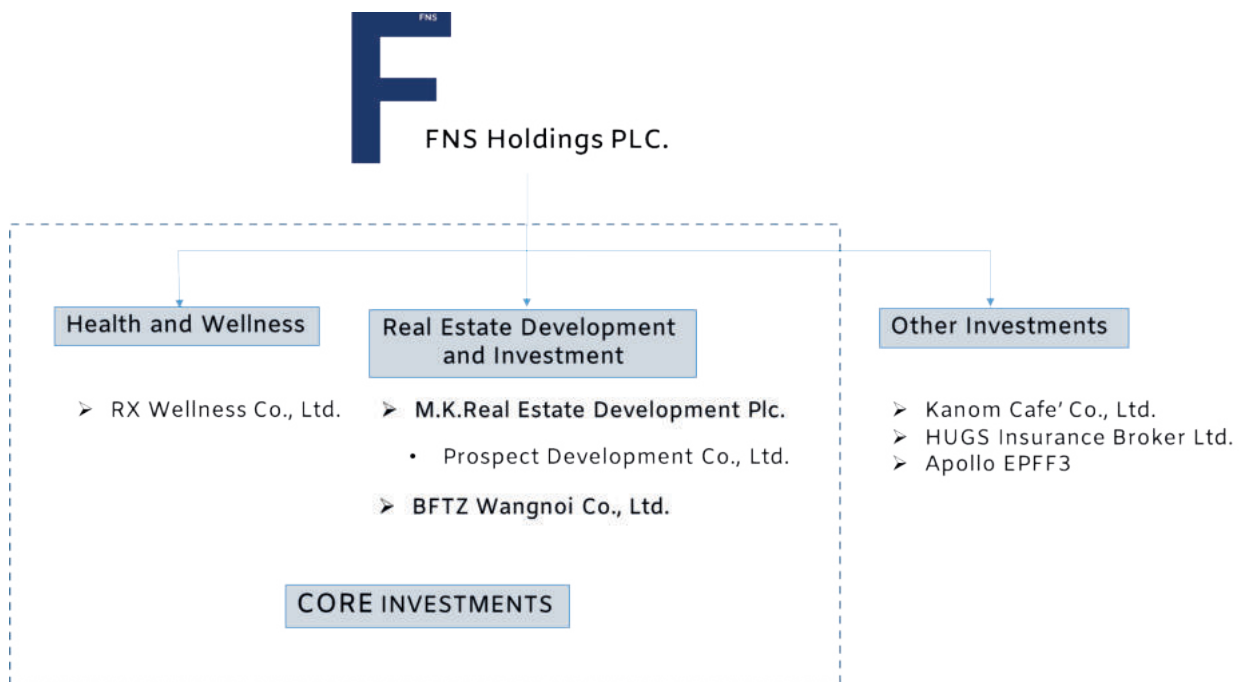 FNS
F
FNS Holdings PLC.
Health and Wellness
➢ RX Wellness Co., Ltd.
Real Estate Development
and Investment
➢ M.K.Real Estate Development Plc.
• Prospect Development Co., Ltd.
➢ BFTZ Wangnoi Co., Ltd.
Other Investments
➢ Kanom Cafe’ Co., Ltd.
➢ HUGS Insurance Broker Ltd.
➢ Apollo EPFF3
CORE INVESTMENTS